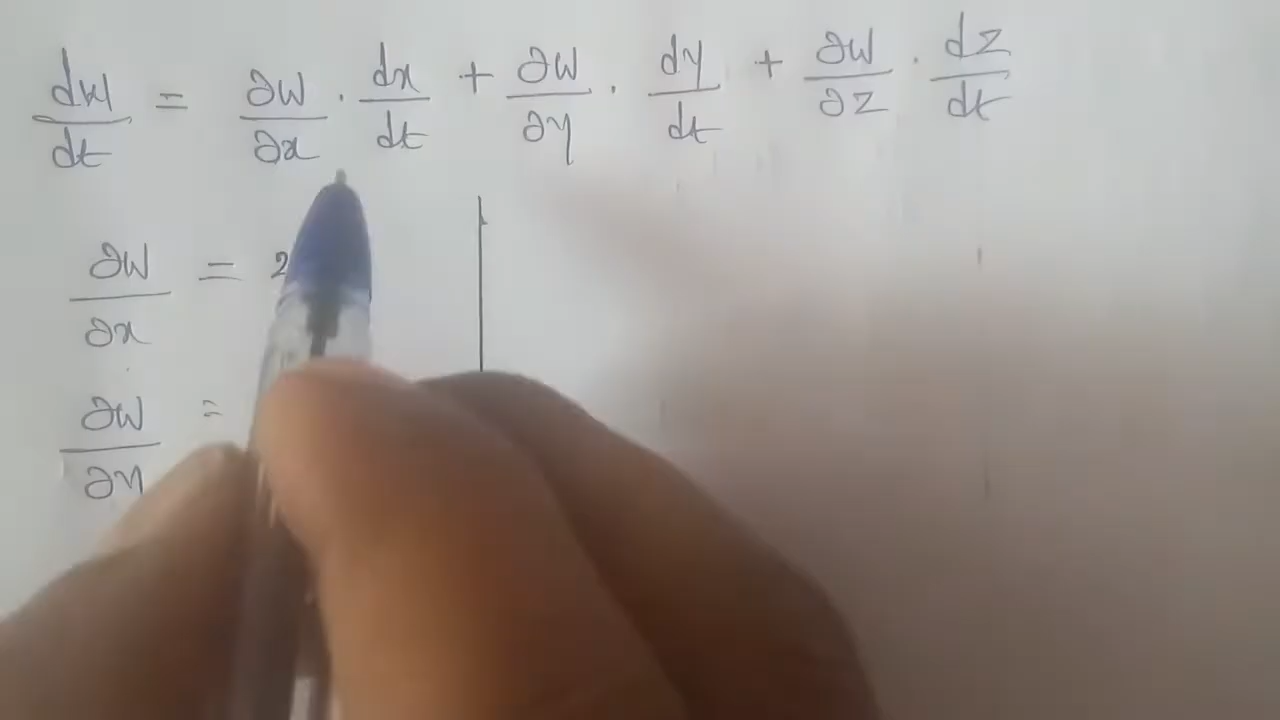 dw/dt = ∂w/∂x · dx/dt + ∂w/∂y · dy/dt + ∂w/∂z · dz/dt
∂w/∂x = 2
∂w/∂y =